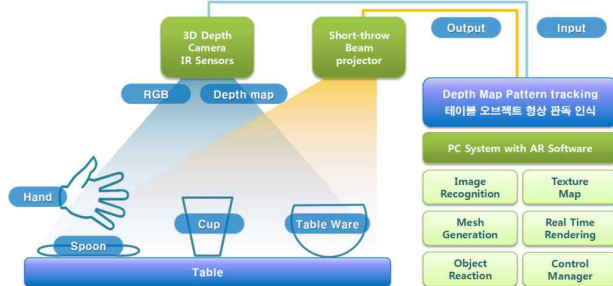 3D Depth
Camera
IR Sensors
Short-throw
Beam
projector
Output
Input
RGB
Depth map
Depth Map Pattern tracking
테이블 오브젝트 형상 판독 인식
PC System with AR Software
Image
Recognition
Texture
Map
Hand
Cup
Table Ware
Mesh
Generation
Real Time
Rendering
Spoon
Table
Object
Reaction
Control
Manager